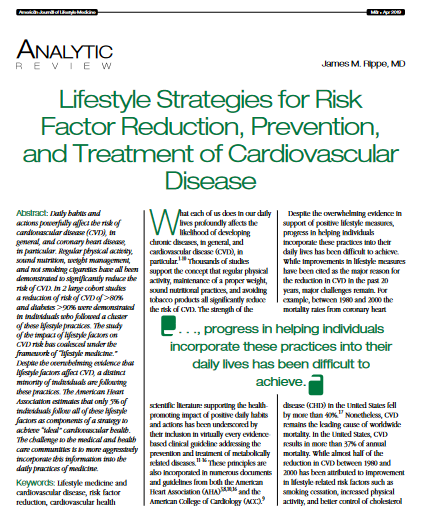 American Journal of Lifestyle Medicine
Mar • Apr 2019
ANALYTIC
REVIEW
James M. Rippe, MD
Lifestyle Strategies for Risk
Factor Reduction, Prevention,
and Treatment of Cardiovascular
Disease
Abstract: Daily habits and
actions powerfully affect the risk of
cardiovascular disease (CVD), in
general, and coronary heart disease,
in particular. Regular physical activity,
sound nutrition, weight management,
and not smoking cigarettes have all been
demonstrated to significantly reduce the
risk of CVD. In 2 large cohort studies
a reduction of risk of CVD of >80%
and diabetes >90% were demonstrated
in individuals who followed a cluster
of these lifestyle practices. The study
of the impact of lifestyle factors on
CVD risk has coalesced under the
framework of "lifestyle medicine."
Despite the overwhelming evidence that
lifestyle factors affect CVD, a distinct
minority of individuals are following
these practices. The American Heart
Association estimates that only 5% of
individuals follow all of these lifestyle
factors as components of a strategy to
achieve "ideal" cardiovascular health.
The challenge to the medical and health
care communities is to more aggressively
incorporate this information into the
daily practices of medicine.
Keywords: Lifestyle medicine and
cardiovascular disease, risk factor
reduction, cardiovascular health
What each of us does in our daily
lives profoundly affects the
likelihood of developing
chronic diseases, in general, and
cardiovascular disease (CVD), in
particular. Thousands of studies
support the concept that regular physical
activity, maintenance of a proper weight,
sound nutritional practices, and avoiding
tobacco products all significantly reduce
the risk of CVD. The strength of the
scientific literature supporting the health-
promoting impact of positive daily habits
and actions has been underscored by
their inclusion in virtually every evidence
based clinical guideline addressing the
prevention and treatment of metabolically
related diseases. These principles are
also incorporated in numerous documents
and guidelines from both the American
Heart Association (AHA) and the
American College of Cardiology (ACC).
Despite the overwhelming evidence in
support of positive lifestyle measures,
progress in helping individuals
incorporate these practices into their
daily lives has been difficult to achieve.
While improvements in lifestyle measures
have been cited as the major reason for
the reduction in CVD in the past 20
years, major challenges remain. For
example, between 1980 and 2000 the
mortality rates from coronary heart
. . ., progress in helping individuals
incorporate these practices into their
daily lives has been difficult to
achieve.
disease (CHD) in the United States fell
by more than 40%.17 Nonetheless, CVD
remains the leading cause of worldwide
mortality. In the United States, CVD
results in more than 37% of annual
mortality. While almost half of the
reduction in CVD between 1980 and
2000 has been attributed to improvement
in lifestyle-related risk factors such as
smoking cessation, increased physical
activity, and better control of cholesterol